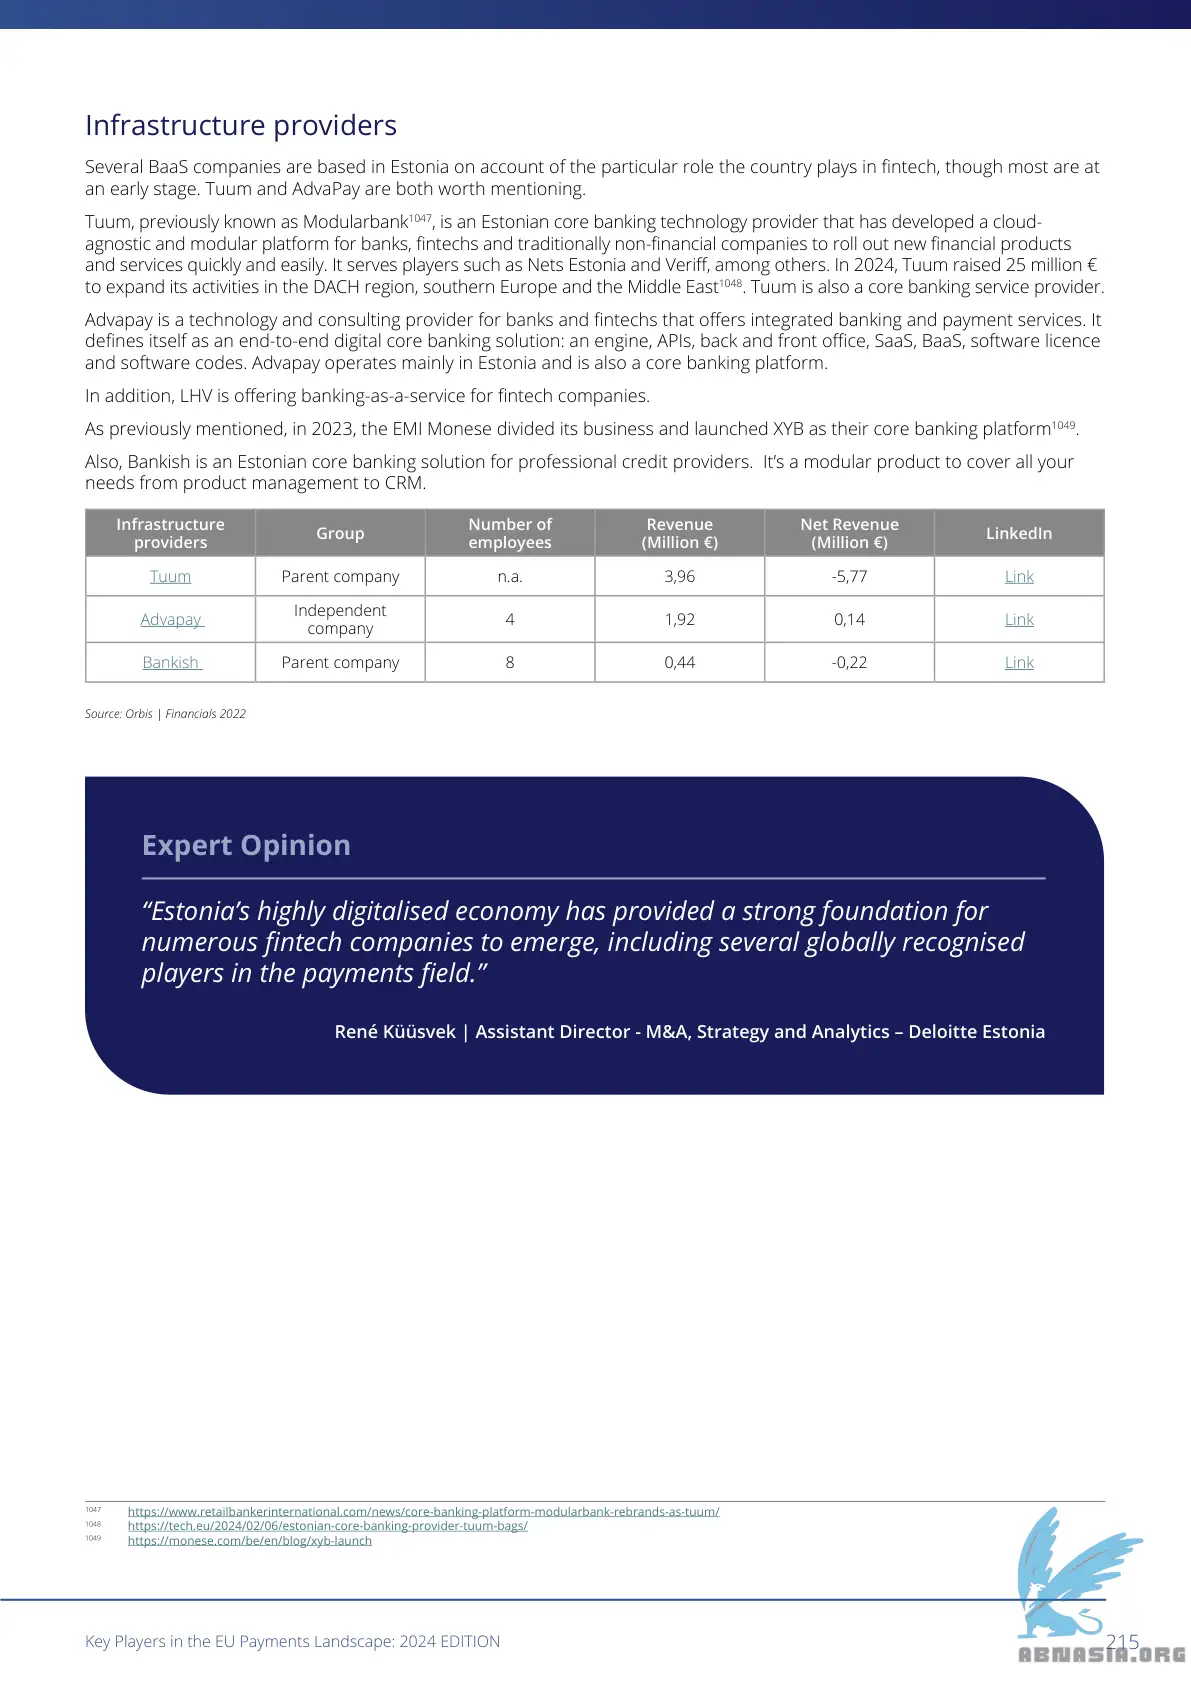 Infrastructure providers
Several BaaS companies are based in Estonia on account of the particular role the country plays in fintech, though most are at
an early stage. Tuum and AdvaPay are both worth mentioning.
Tuum, previously known as Modularbank1047, is an Estonian core banking technology provider that has developed a cloud-
agnostic and modular platform for banks, fintechs and traditionally non-financial companies to roll out new financial products
and services quickly and easily. It serves players such as Nets Estonia and Veriff, among others. In 2024, Tuum raised 25 million €
to expand its activities in the DACH region, southern Europe and the Middle East1048. Tuum is also a core banking service provider.
Advapay is a technology and consulting provider for banks and fintechs that offers integrated banking and payment services. It
defines itself as an end-to-end digital core banking solution: an engine, APIs, back and front office, SaaS, BaaS, software licence
and software codes. Advapay operates mainly in Estonia and is also a core banking platform.
In addition, LHV is offering banking-as-a-service for fintech companies.
As previously mentioned, in 2023, the EMI Monese divided its business and launched XYB as their core banking platform1049.
Also, Bankish is an Estonian core banking solution for professional credit providers.  It’s a modular product to cover all your
needs from product management to CRM.
Infrastructure providers Group Number of employees Revenue (Million €) Net Revenue (Million €) LinkedIn
Tuum Parent company n.a. 3,96 -5,77 Link
Advapay Independent company 4 1,92 0,14 Link
Bankish Parent company 8 0,44 -0,22 Link
Source: Orbis | Financials 2022
Expert Opinion
“Estonia’s highly digitalised economy has provided a strong foundation for
numerous fintech companies to emerge, including several globally recognised
players in the payments field.”
René Küüsvek | Assistant Director - M&A, Strategy and Analytics – Deloitte Estonia
1047 https://www.retailbankerinternational.com/news/core-banking-platform-modularbank-rebrands-as-tuum/
1048 https://tech.eu/2024/02/06/estonian-core-banking-provider-tuum-bags/
1049 https://monese.com/be/en/blog/xyb-launch
Key Players in the EU Payments Landscape: 2024 EDITION
215
ABNASIA.ORG